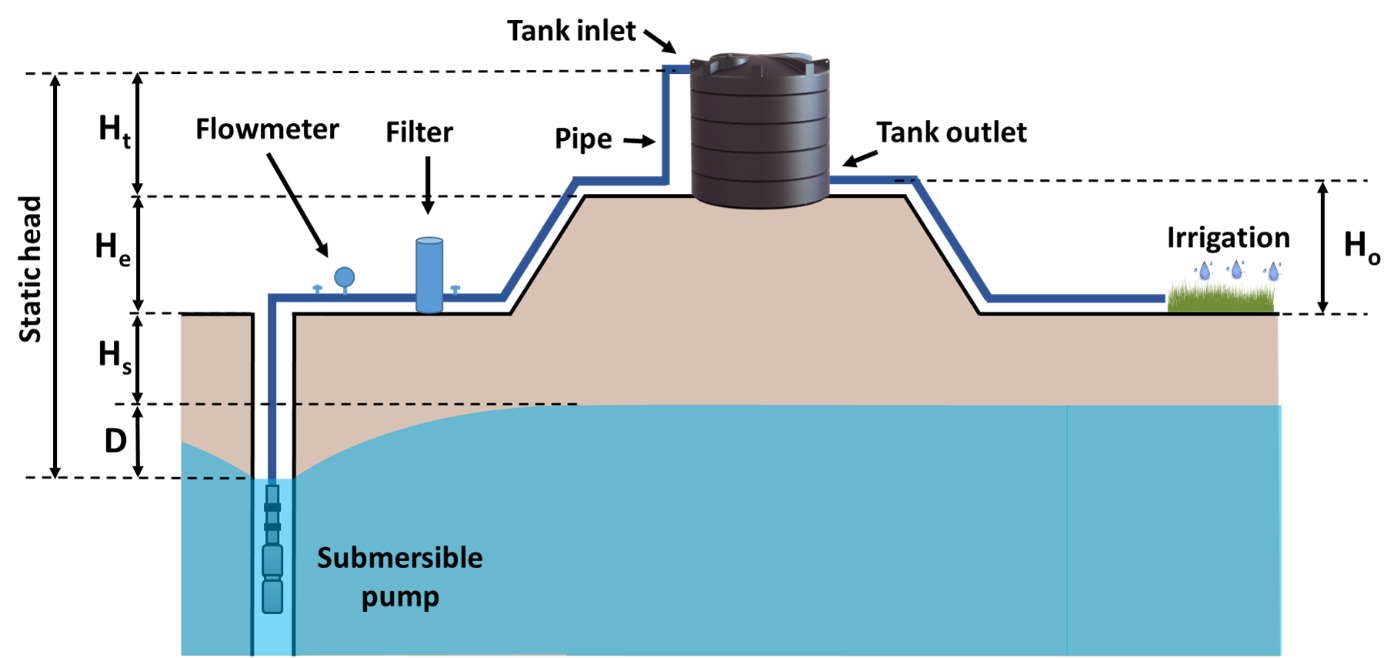 Tank inlet
Flowmeter
Filter
Pipe
Tank outlet
Static head
Ht
He
Hs
D
Irrigation
Ho
Submersible
pump